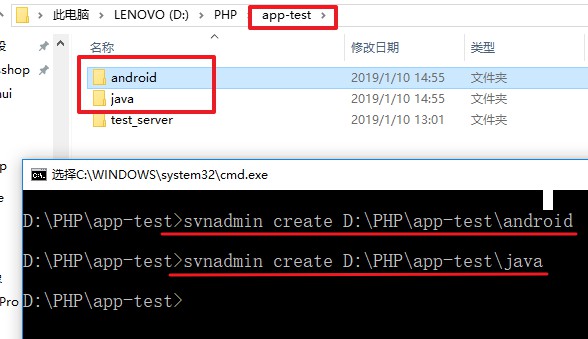 此电脑 › LENOVO (D:) › PHP › app-test ›
名称 修改日期 类型
android 2019/1/10 14:55 文件夹
java 2019/1/10 14:55 文件夹
test_server 2019/1/10 13:01 文件夹
sshop
ui
选择C:\WINDOWS\system32\cmd.exe
D:\PHP\app-test>svnadmin create D:\PHP\app-test\android
D:\PHP\app-test>svnadmin create D:\PHP\app-test\java
D:\PHP\app-test>
Pro